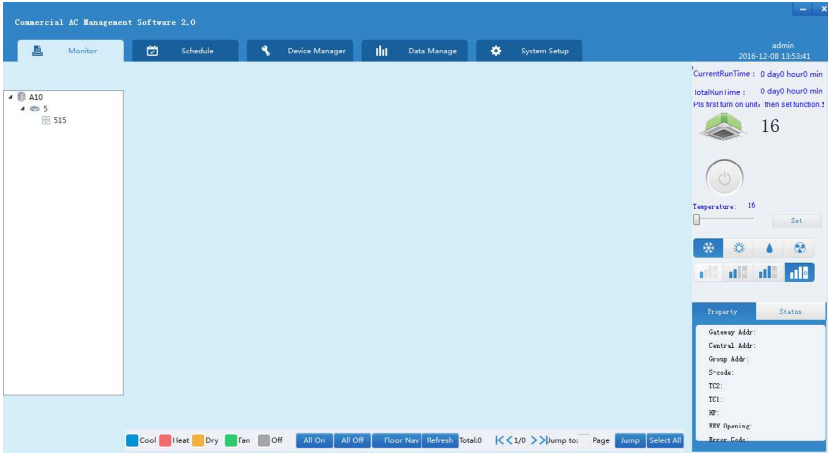 Commercial AC Management Software 2.0
Monitor
Schedule
Device Manager
Data Manage
System Setup
admin
2016-12-08 13:53:41
CurrentRunTime : 0 day0 hour0 min
TotalRunTime : 0 day0 hour0 min
Pls first turn on unit, then set function.
A10
5
515
16
Temperature: 16
Set
Property
Status
Gateway Addr:
Central Addr:
Group Addr:
S-code:
TC2:
TC1:
HP:
EEV Opening:
Error Code:
Cool Heat Dry Fan Off All On All Off Floor Nav Refresh Total:0 1/0 Jump to: Page Jump Select All